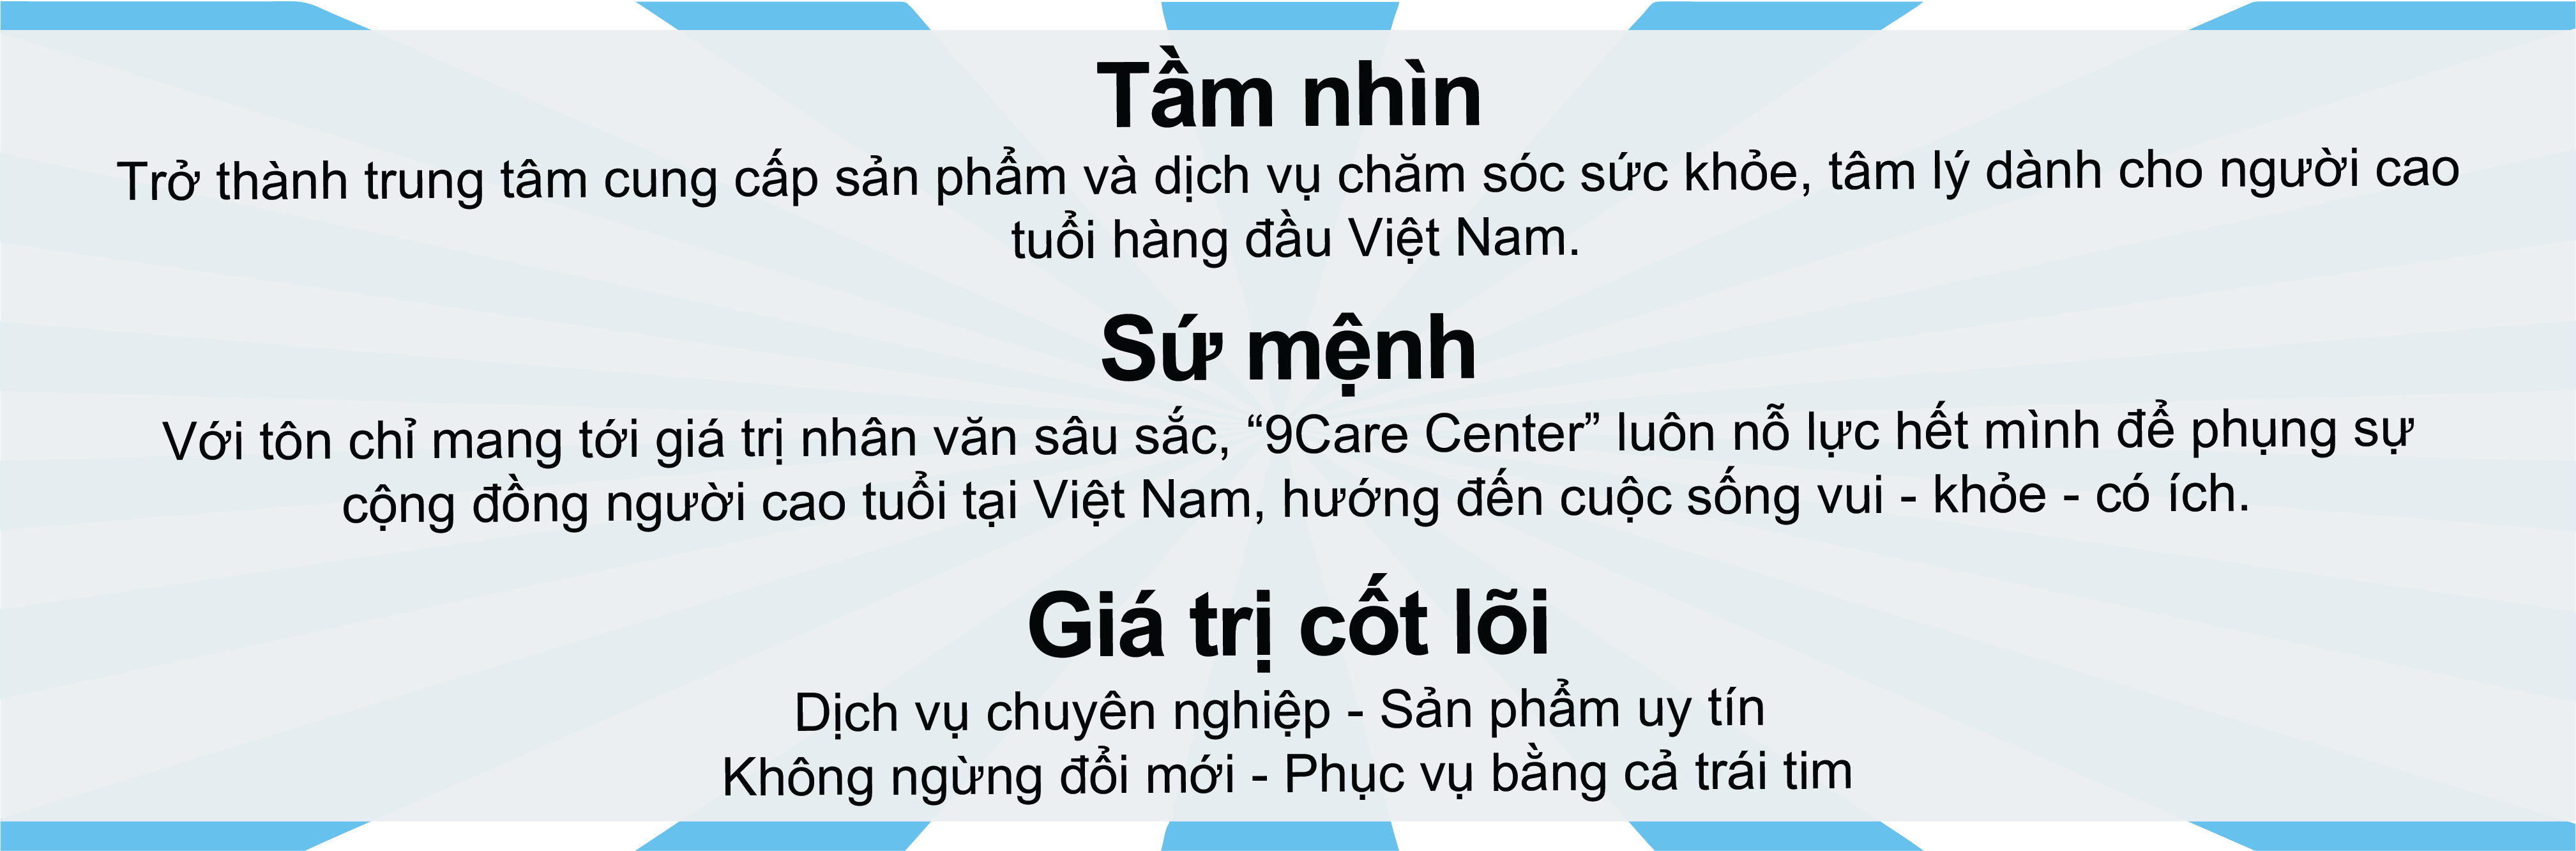 Tầm nhìn
Trở thành trung tâm cung cấp sản phẩm và dịch vụ chăm sóc sức khỏe, tâm lý dành cho người cao
tuổi hàng đầu Việt Nam.
Sứ mệnh
Với tôn chỉ mang tới giá trị nhân văn sâu sắc, “9Care Center” luôn nỗ lực hết mình để phụng sự
cộng đồng người cao tuổi tại Việt Nam, hướng đến cuộc sống vui - khỏe - có ích.
Giá trị cốt lõi
Dịch vụ chuyên nghiệp - Sản phẩm uy tín
Không ngừng đổi mới - Phục vụ bằng cả trái tim